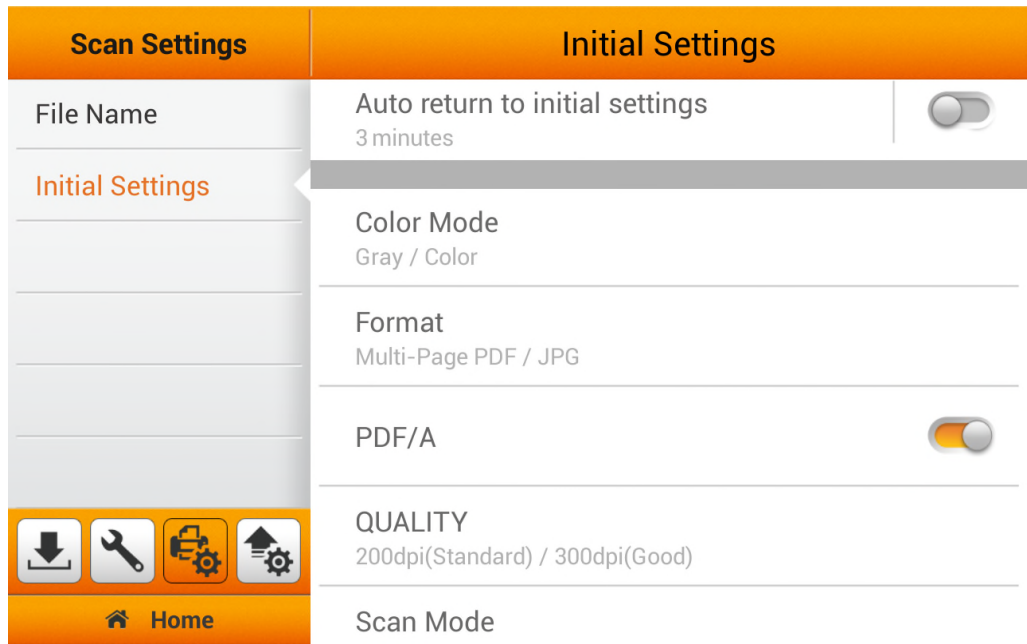 Scan Settings
Initial Settings
File Name
Initial Settings
Home
Auto return to initial settings
3 minutes
Color Mode
Gray / Color
Format
Multi-Page PDF / JPG
PDF/A
QUALITY
200dpi(Standard) / 300dpi(Good)
Scan Mode